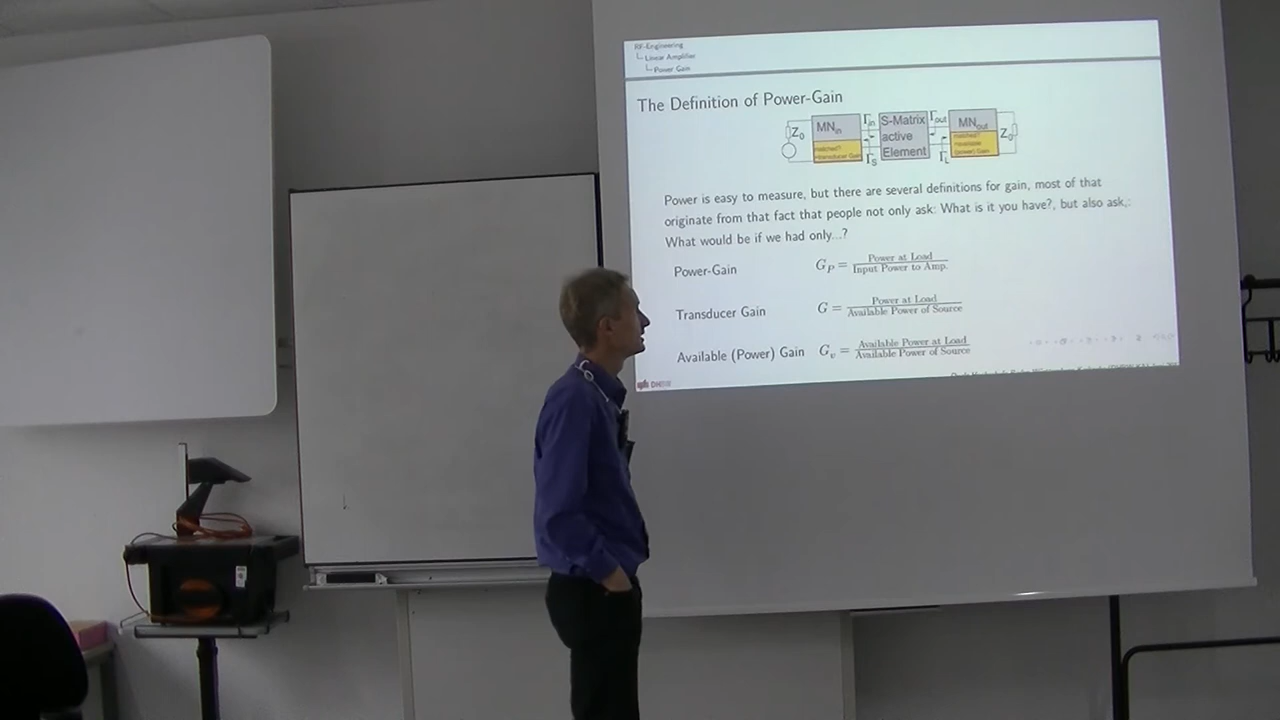 RF-Engineering
Linear Amplifier
Power Gain
The Definition of Power-Gain
Z0 MNin Γin S-Matrix active Element Γout MNout Z0
matched? ΓS ΓL matched?
Power is easy to measure, but there are several definitions for gain, most of that
originate from that fact that people not only ask: What is it you have?, but also ask,:
What would be if we had only...?
Power-Gain GP = Power at Load / Input Power to Amp.
Transducer Gain G = Power at Load / Available Power of Source
Available (Power) Gain Gv = Available Power at Load / Available Power of Source
DHBW